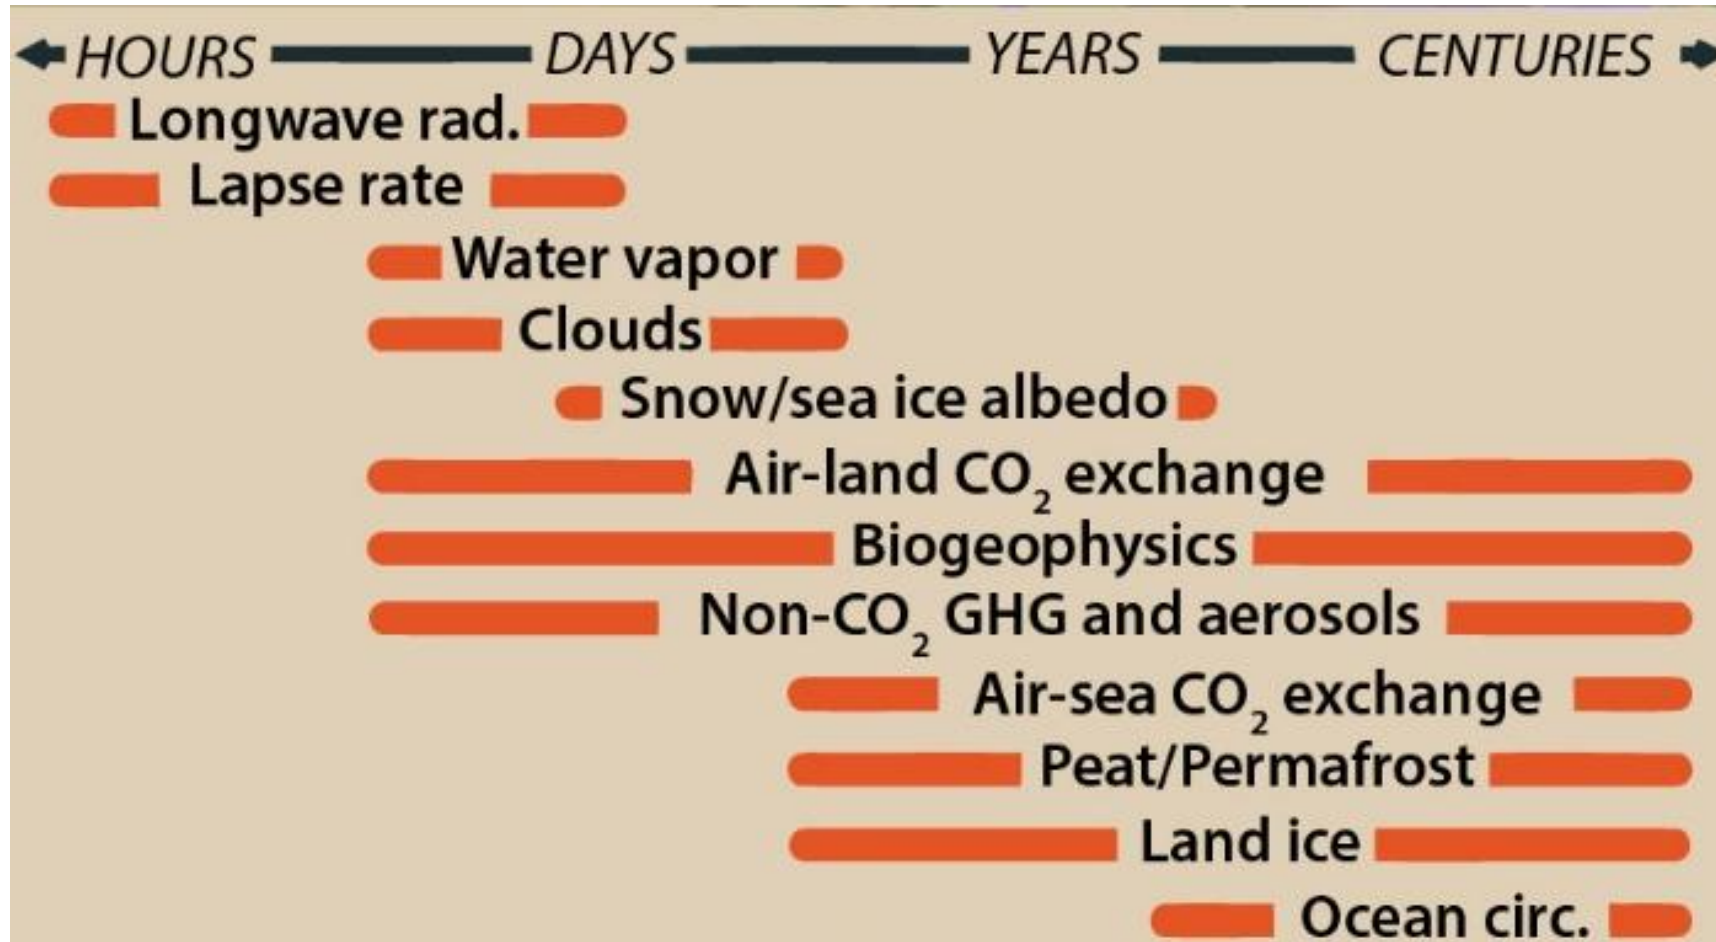 HOURS DAYS YEARS CENTURIES
Longwave rad.
Lapse rate
Water vapor
Clouds
Snow/sea ice albedo
Air-land CO₂ exchange
Biogeophysics
Non-CO₂ GHG and aerosols
Air-sea CO₂ exchange
Peat/Permafrost
Land ice
Ocean circ.